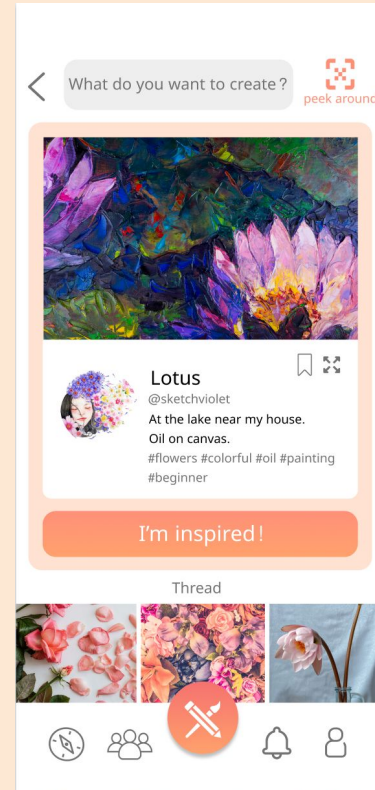 What do you want to create?
peek around
Lotus
@sketchviolet
At the lake near my house.
Oil on canvas.
#flowers #colorful #oil #painting
#beginner
I'm inspired!
Thread